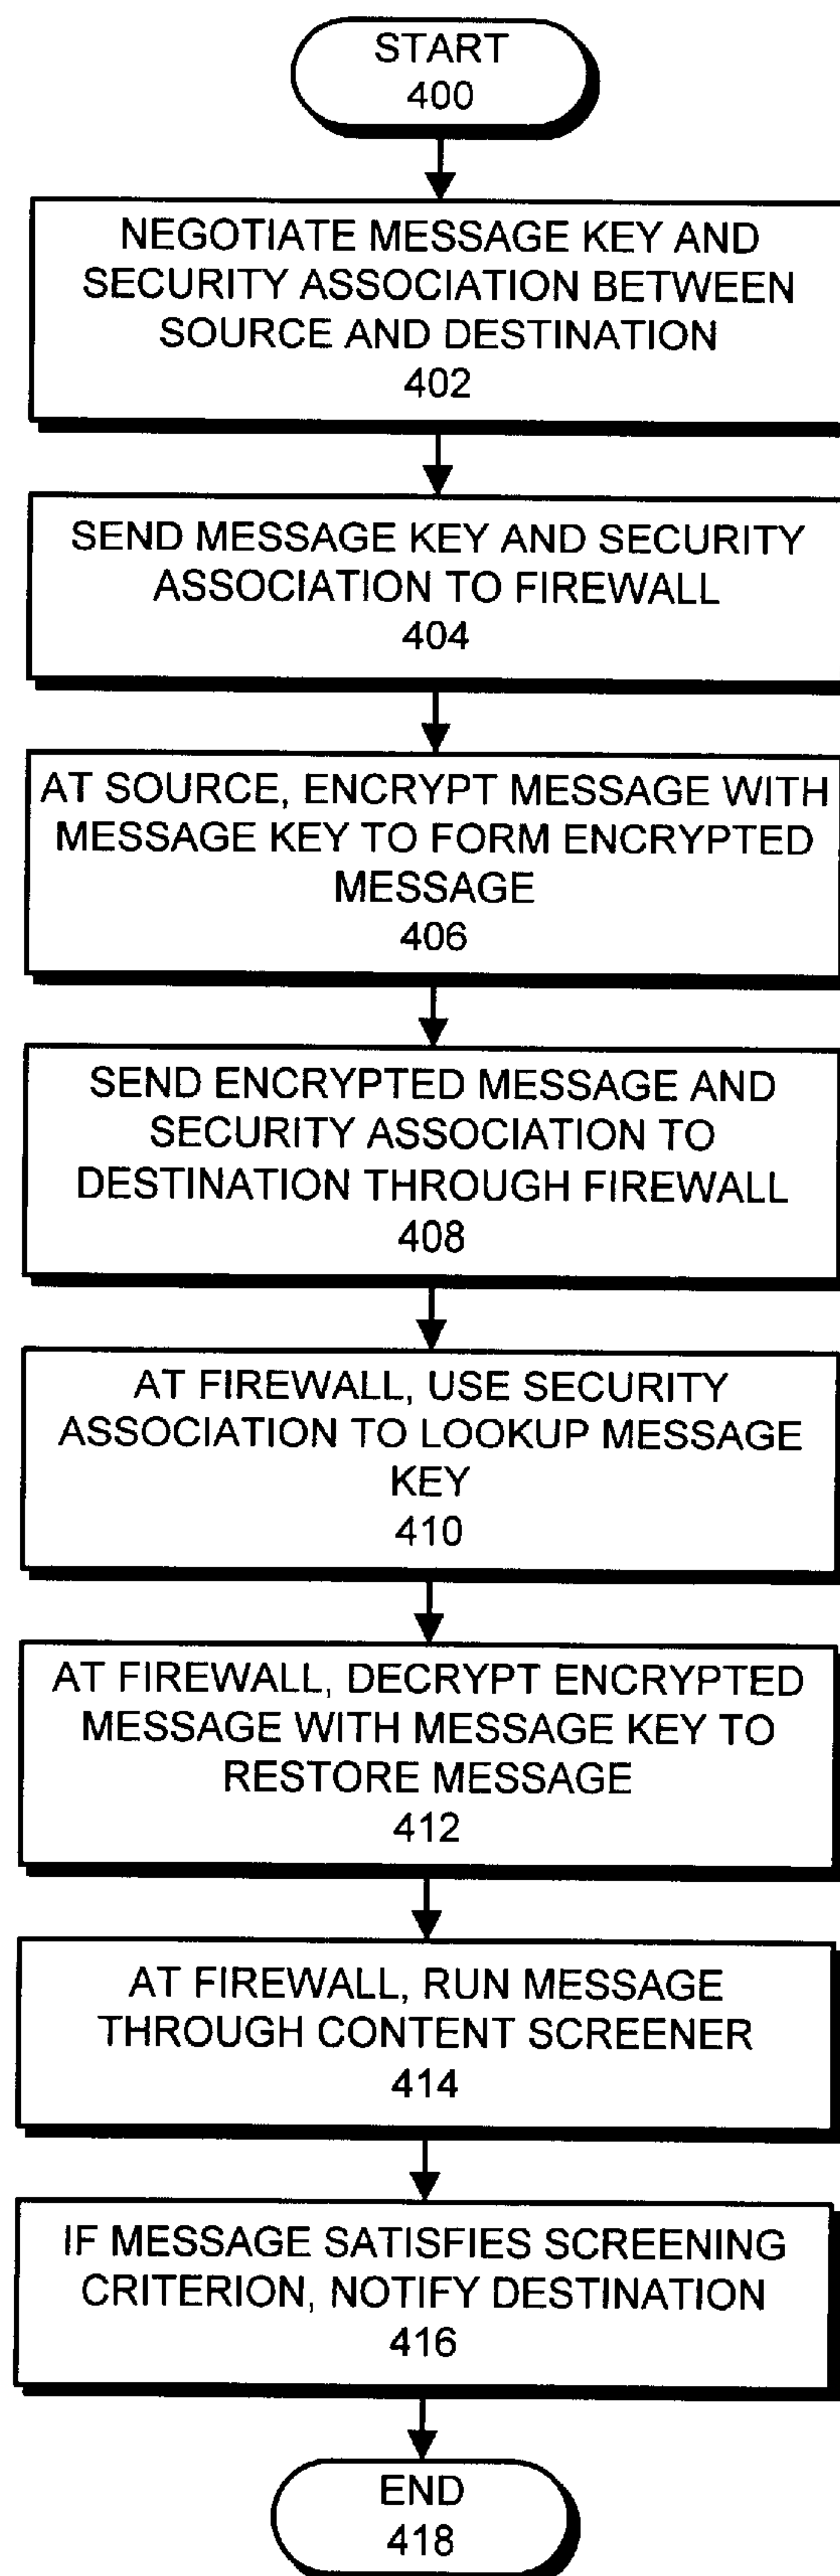 START
400
NEGOTIATE MESSAGE KEY AND
SECURITY ASSOCIATION BETWEEN
SOURCE AND DESTINATION
402
SEND MESSAGE KEY AND SECURITY
ASSOCIATION TO FIREWALL
404
AT SOURCE, ENCRYPT MESSAGE WITH
MESSAGE KEY TO FORM ENCRYPTED
MESSAGE
406
SEND ENCRYPTED MESSAGE AND
SECURITY ASSOCIATION TO
DESTINATION THROUGH FIREWALL
408
AT FIREWALL, USE SECURITY
ASSOCIATION TO LOOKUP MESSAGE
KEY
410
AT FIREWALL, DECRYPT ENCRYPTED
MESSAGE WITH MESSAGE KEY TO
RESTORE MESSAGE
412
AT FIREWALL, RUN MESSAGE
THROUGH CONTENT SCREENER
414
IF MESSAGE SATISFIES SCREENING
CRITERION, NOTIFY DESTINATION
416
END
418